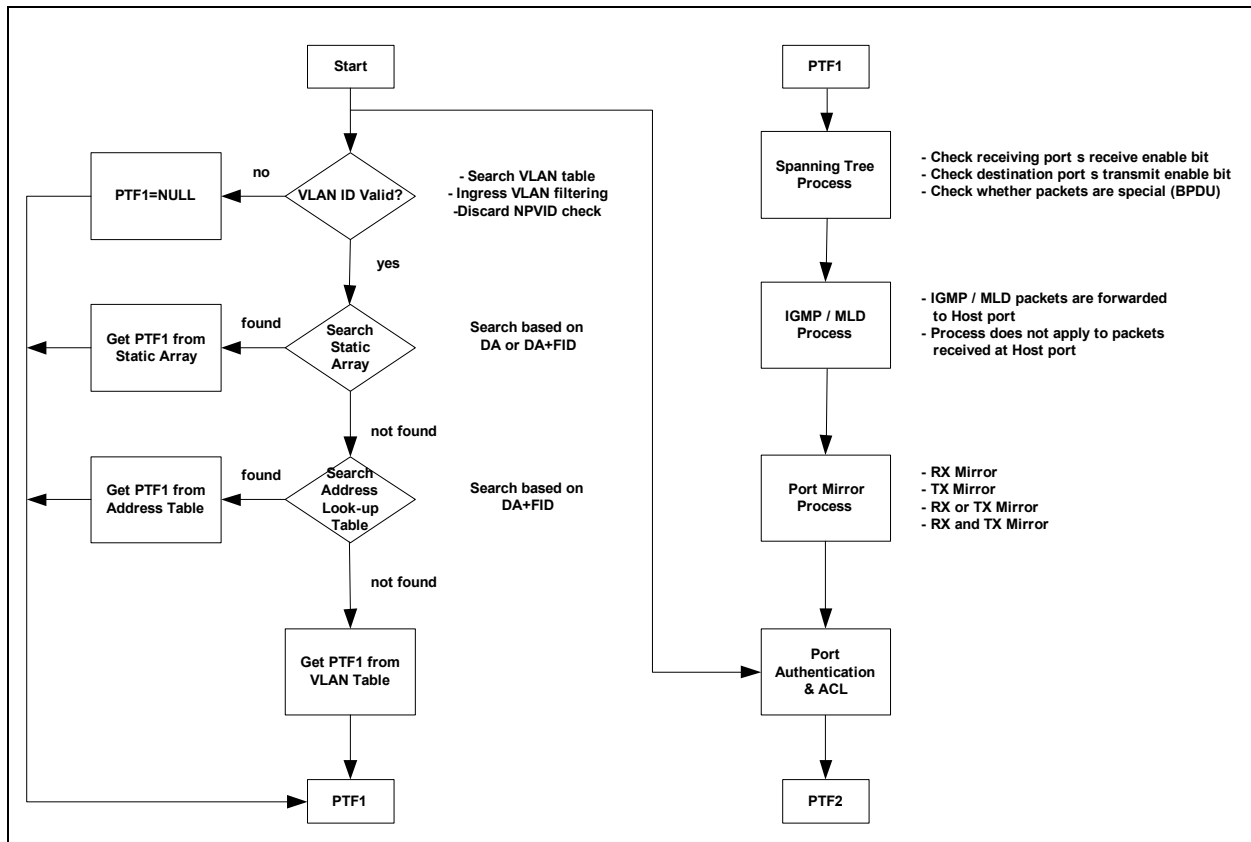 Start
VLAN ID Valid?
no
PTF1=NULL
- Search VLAN table
- Ingress VLAN filtering
-Discard NPVID check
yes
Search
Static
Array
found
Get PTF1 from
Static Array
Search based on
DA or DA+FID
not found
Search
Address
Look-up
Table
found
Get PTF1 from
Address Table
Search based on
DA+FID
not found
Get PTF1 from
VLAN Table
PTF1
PTF1
Spanning Tree
Process
- Check receiving port s receive enable bit
- Check destination port s transmit enable bit
- Check whether packets are special (BPDU)
IGMP / MLD
Process
- IGMP / MLD packets are forwarded
to Host port
- Process does not apply to packets
received at Host port
Port Mirror
Process
- RX Mirror
- TX Mirror
- RX or TX Mirror
- RX and TX Mirror
Port
Authentication
& ACL
PTF2